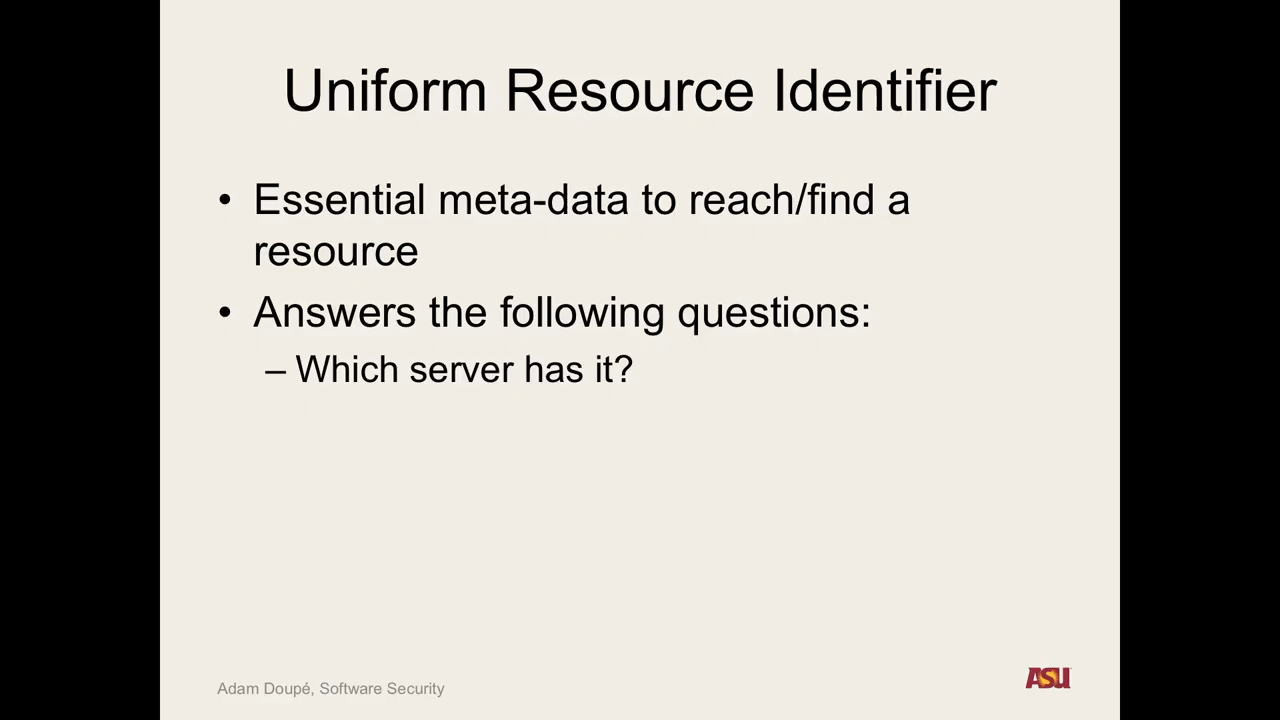 Uniform Resource Identifier
• Essential meta-data to reach/find a
resource
• Answers the following questions:
– Which server has it?
Adam Doupé, Software Security
ASU